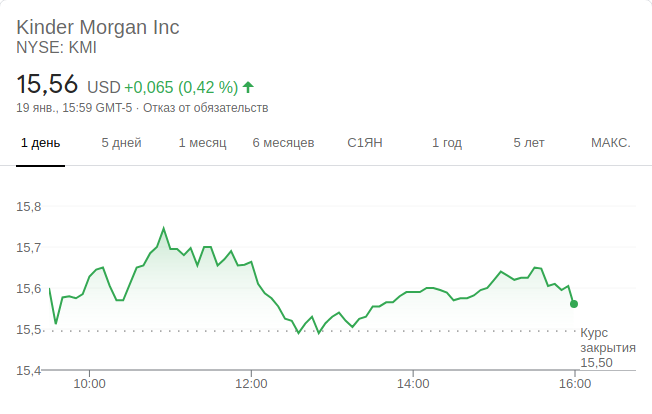 Kinder Morgan Inc
NYSE: KMI
15,56 USD +0,065 (0,42 %)
19 янв., 15:59 GMT-5 · Отказ от обязательств
1 день 5 дней 1 месяц 6 месяцев С1ЯН 1 год 5 лет МАКС.
15,8
15,7
15,6
15,5
15,4
Курс
закрытия
15,50
10:00 12:00 14:00 16:00